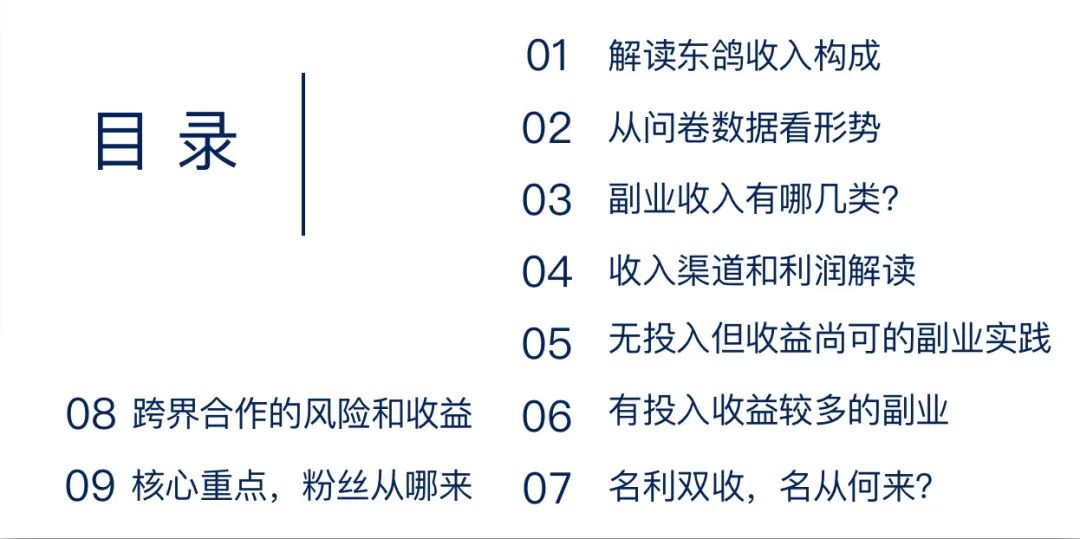 目录
01 解读东鸽收入构成
02 从问卷数据看形势
03 副业收入有哪几类?
04 收入渠道和利润解读
05 无投入但收益尚可的副业实践
06 有投入收益较多的副业
07 名利双收，名从何来?
08 跨界合作的风险和收益
09 核心重点，粉丝从哪来